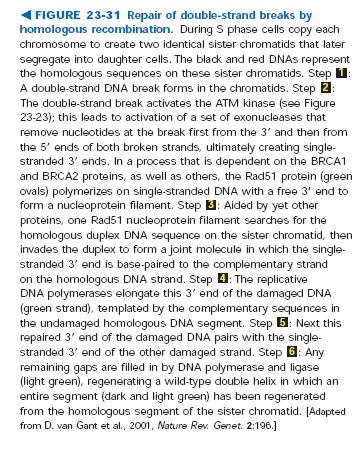 ◀ FIGURE 23-31 Repair of double-strand breaks by
homologous recombination. During S phase cells copy each
chromosome to create two identical sister chromatids that later
segregate into daughter cells. The black and red DNAs represent
the homologous sequences on these sister chromatids. Step 1:
A double-strand DNA break forms in the chromatids. Step 2:
The double-strand break activates the ATM kinase (see Figure
23-23); this leads to activation of a set of exonucleases that
remove nucleotides at the break first from the 3′ and then from
the 5′ ends of both broken strands, ultimately creating single-
stranded 3′ ends. In a process that is dependent on the BRCA1
and BRCA2 proteins, as well as others, the Rad51 protein (green
ovals) polymerizes on single-stranded DNA with a free 3′ end to
form a nucleoprotein filament. Step 3: Aided by yet other
proteins, one Rad51 nucleoprotein filament searches for the
homologous duplex DNA sequence on the sister chromatid, then
invades the duplex to form a joint molecule in which the single-
stranded 3′ end is base-paired to the complementary strand
on the homologous DNA strand. Step 4: The replicative
DNA polymerases elongate this 3′ end of the damaged DNA
(green strand), templated by the complementary sequences in
the undamaged homologous DNA segment. Step 5: Next this
repaired 3′ end of the damaged DNA pairs with the single-
stranded 3′ end of the other damaged strand. Step 6: Any
remaining gaps are filled in by DNA polymerase and ligase
(light green), regenerating a wild-type double helix in which an
entire segment (dark and light green) has been regenerated
from the homologous segment of the sister chromatid. [Adapted
from D. van Gant et al., 2001, Nature Rev. Genet. 2:196.]